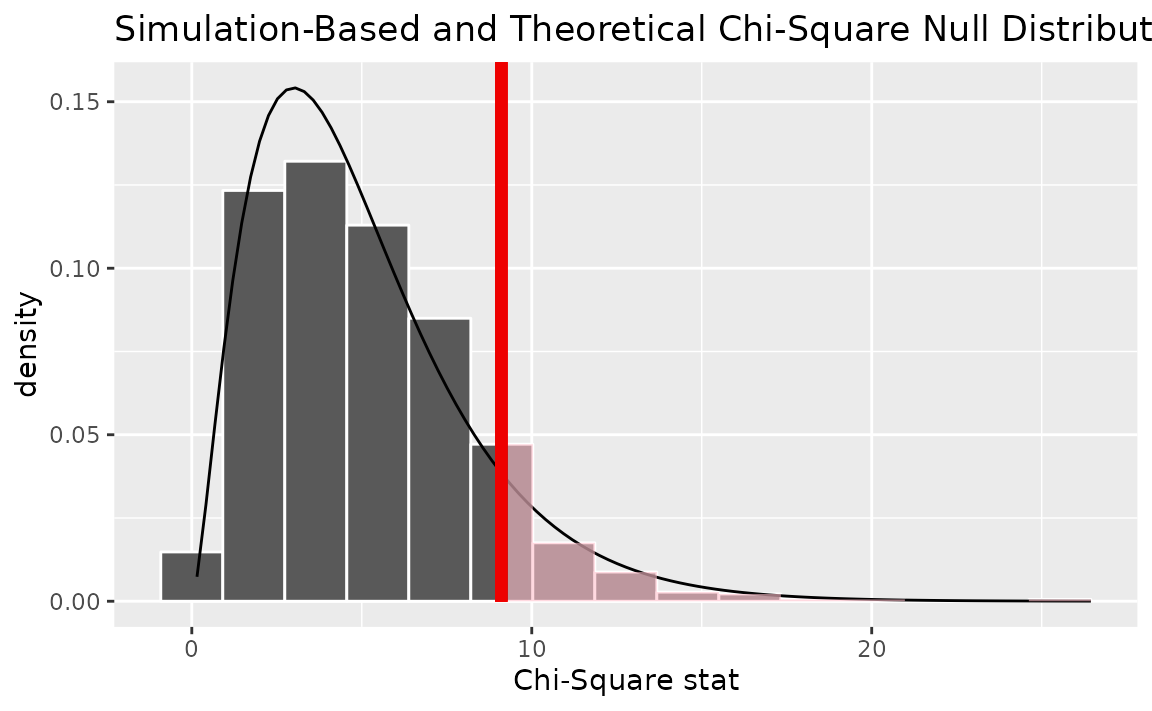 Simulation-Based and Theoretical Chi-Square Null Distribut
0.15
0.10
0.05
0.00
density
0
10
20
Chi-Square stat